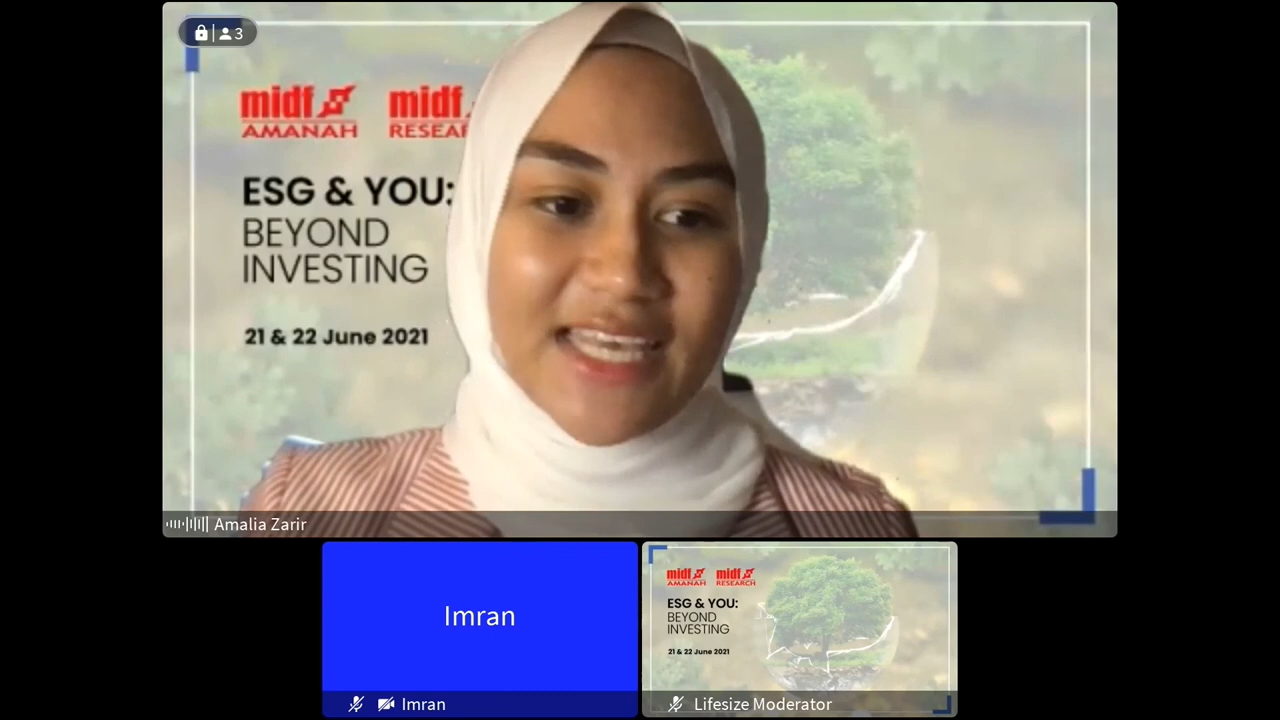 3
midf midf
AMANAH RESEAR
ESG & YOU:
BEYOND
INVESTING
21 & 22 June 2021
Amalia Zarir
Imran
Imran
midf midf
AMANAH RESEARCH
ESG & YOU:
BEYOND
INVESTING
21 & 22 June 2021
Lifesize Moderator